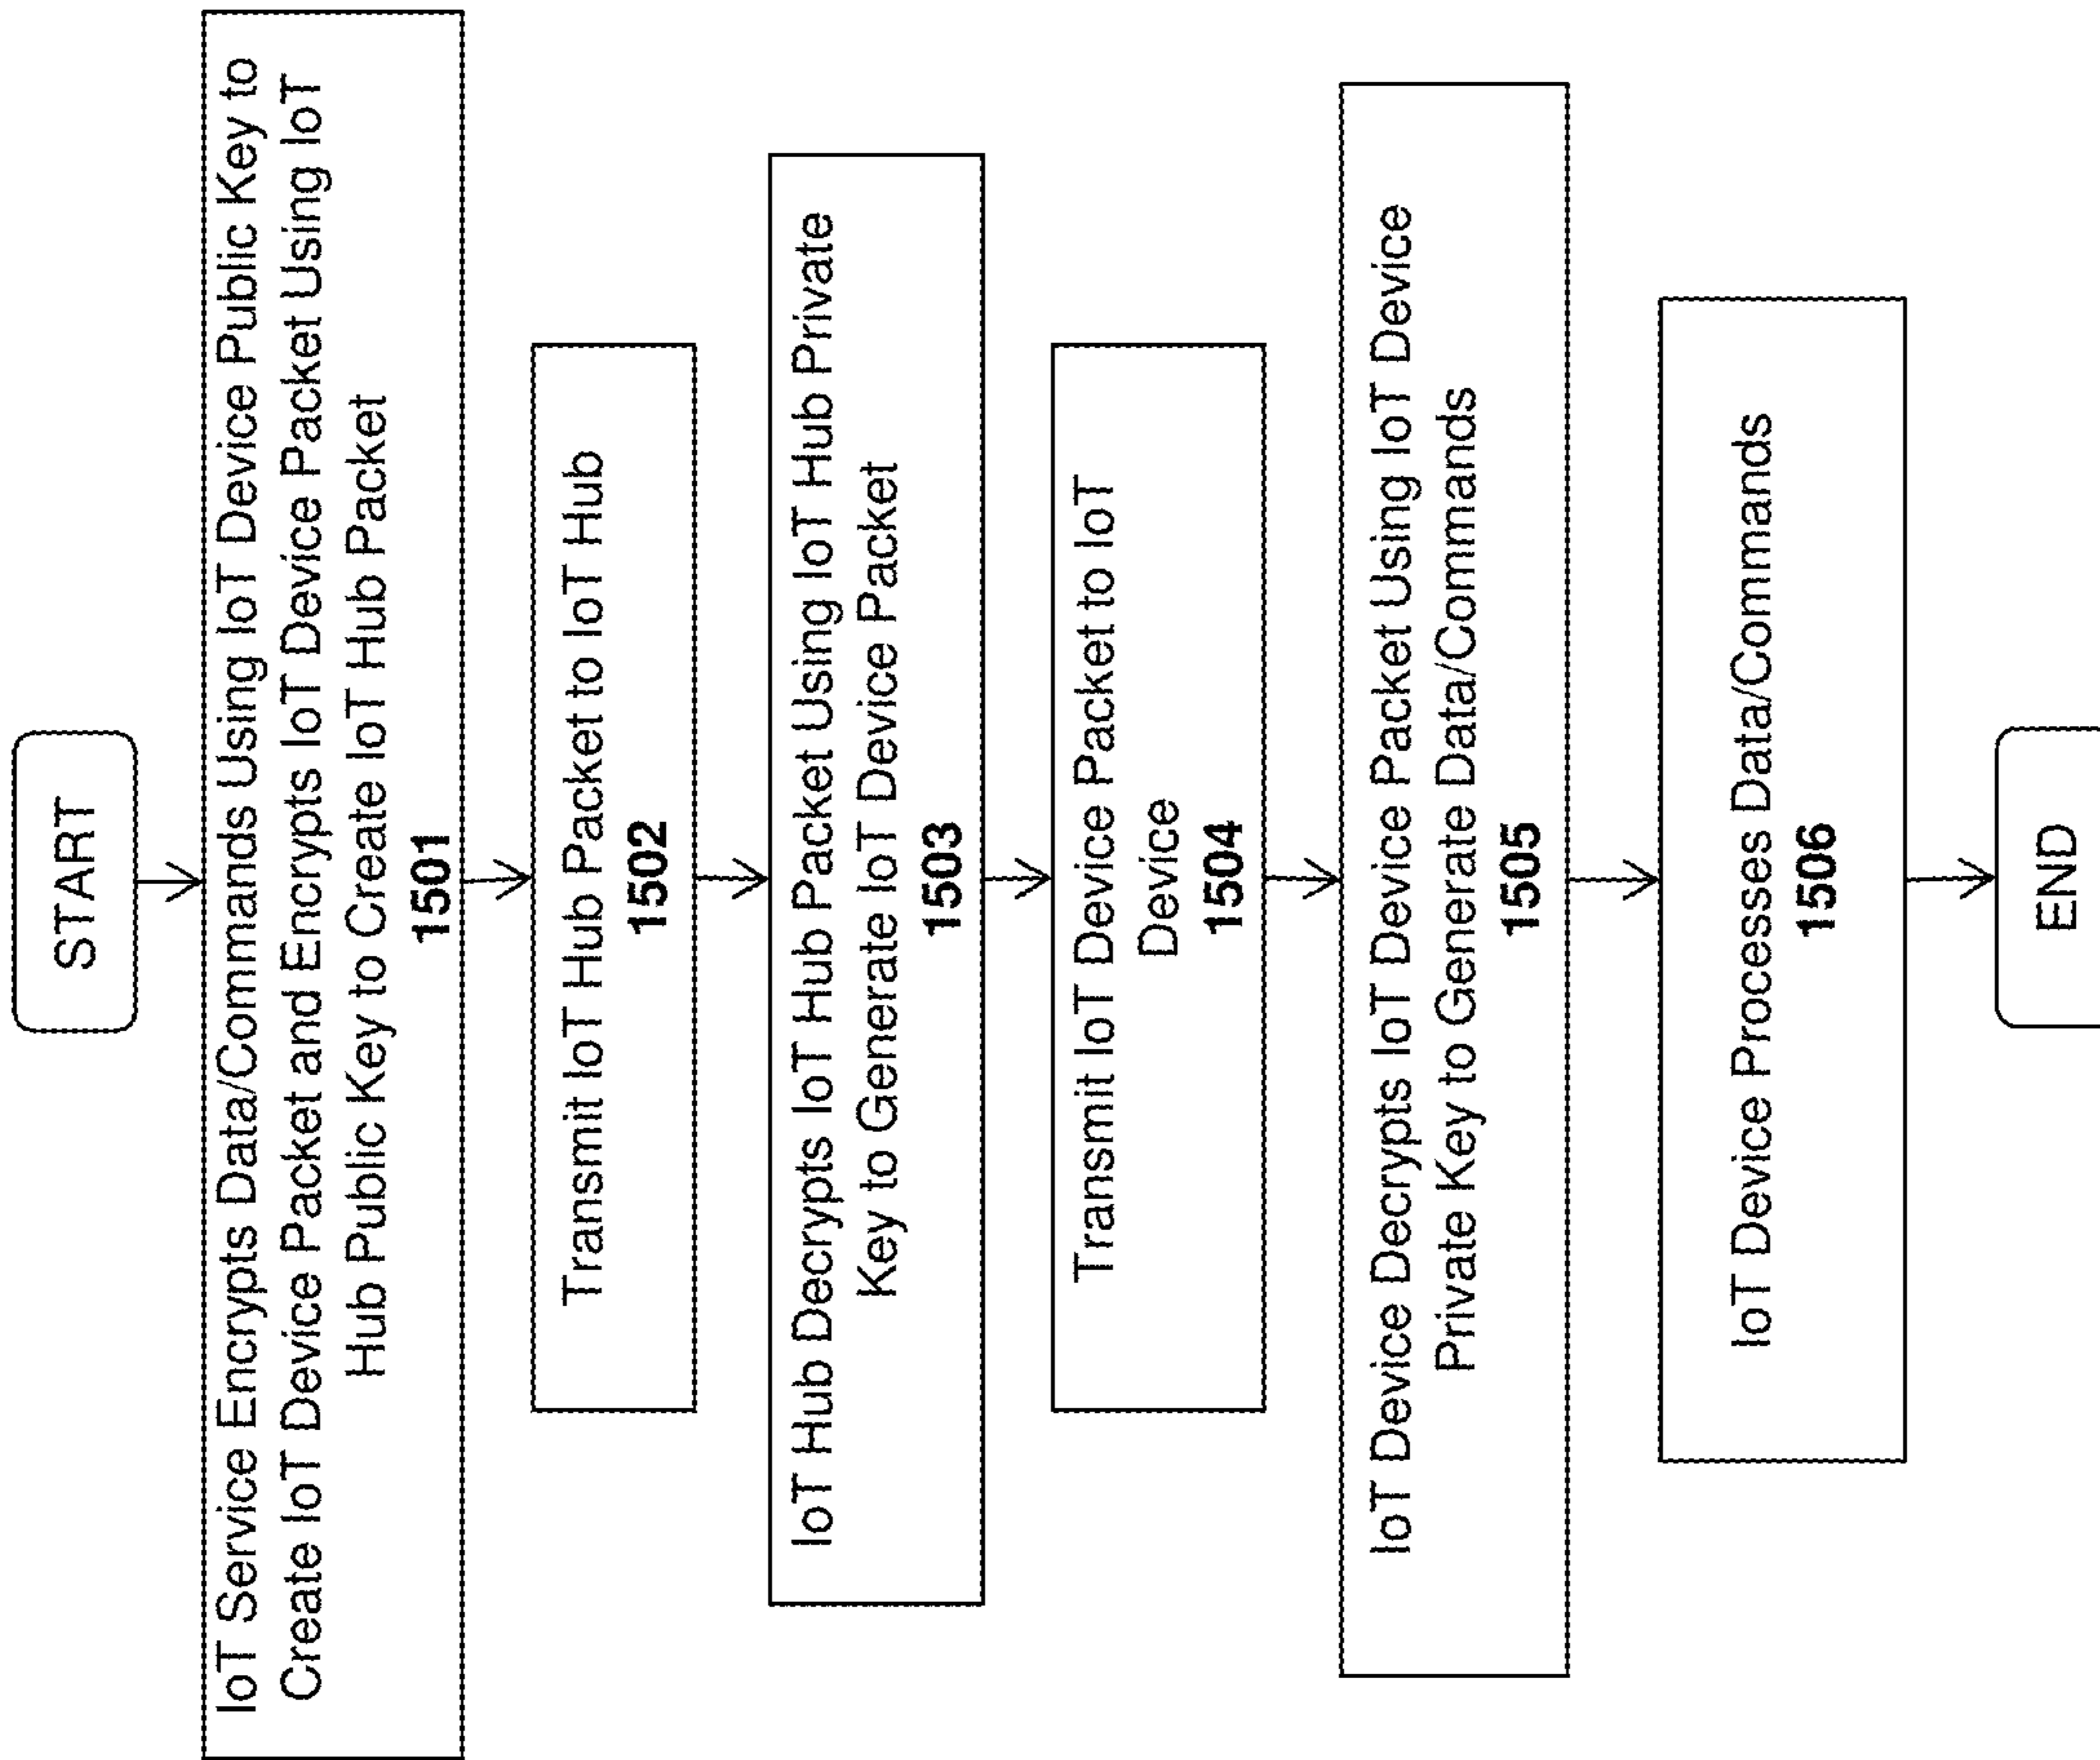 START
IoT Service Encrypts Data/Commands Using IoT Device Public Key to
Create IoT Device Packet and Encrypts IoT Device Packet Using IoT
Hub Public Key to Create IoT Hub Packet
1501
Transmit IoT Hub Packet to IoT Hub
1502
IoT Hub Decrypts IoT Hub Packet Using IoT Hub Private
Key to Generate IoT Device Packet
1503
Transmit IoT Device Packet to IoT
Device
1504
IoT Device Decrypts IoT Device Packet Using IoT Device
Private Key to Generate Data/Commands
1505
IoT Device Processes Data/Commands
1506
END